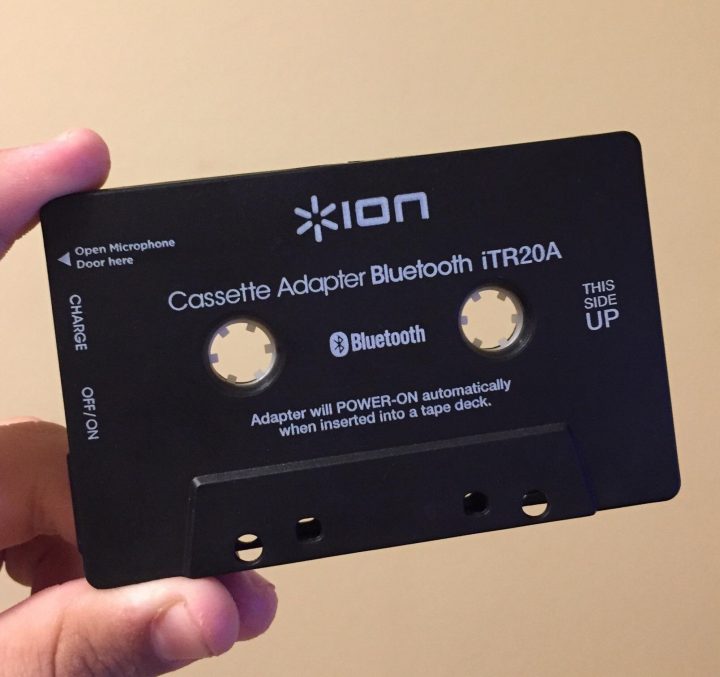 ION
Open Microphone
Door here
Cassette Adapter Bluetooth iTR20A
THIS
SIDE
UP
CHARGE
Bluetooth
OFF/ON
Adapter will POWER-ON automatically
when inserted into a tape deck.